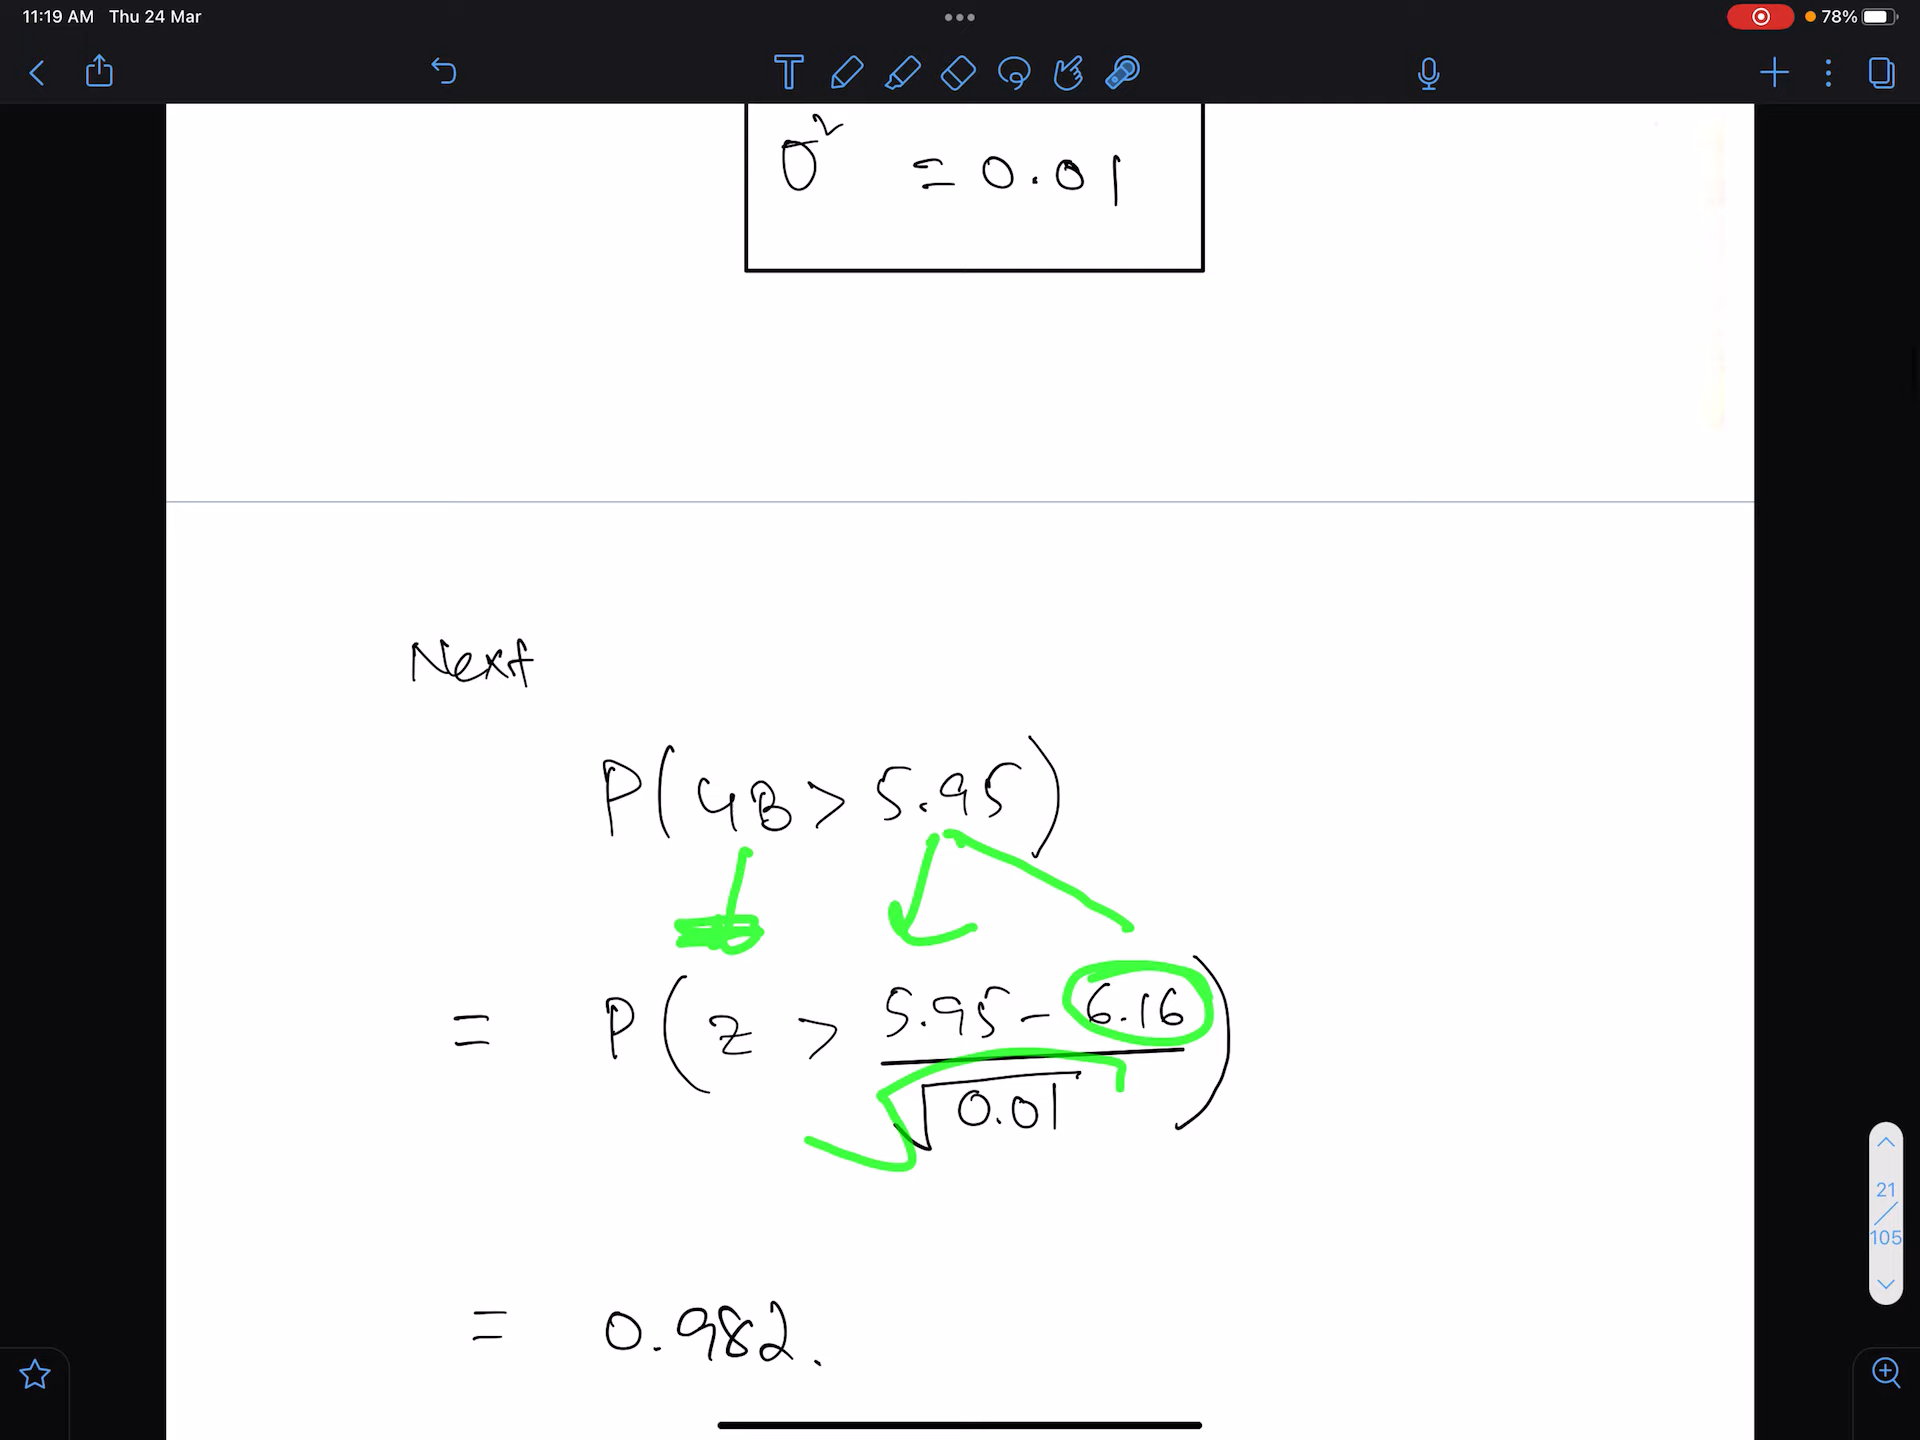 11:19 AM Thu 24 Mar
78%
σ² = 0.01
Next
P(4B > 5.95)
= P(z > (5.95 - 6.16)/√0.01)
= 0.982.
21/105